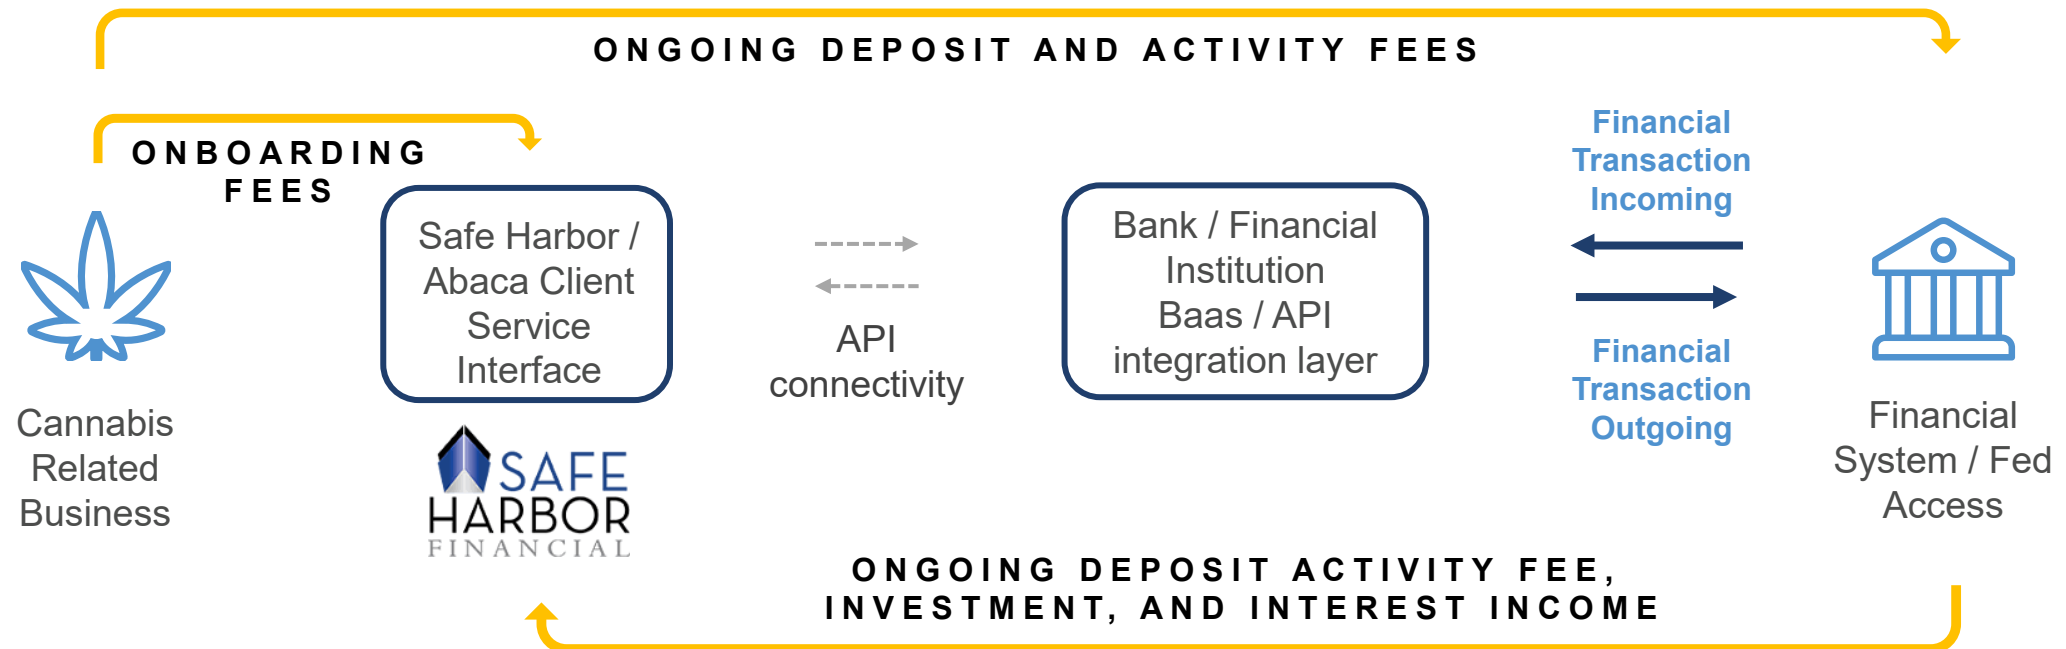 ONGOING DEPOSIT AND ACTIVITY FEES
ONBOARDING
FEES
Cannabis
Related
Business
Safe Harbor /
Abaca Client
Service
Interface
SAFE
HARBOR
FINANCIAL
API
connectivity
Bank / Financial
Institution
Baas / API
integration layer
Financial
Transaction
Incoming
Financial
Transaction
Outgoing
Financial
System / Fed
Access
ONGOING DEPOSIT ACTIVITY FEE,
INVESTMENT, AND INTEREST INCOME